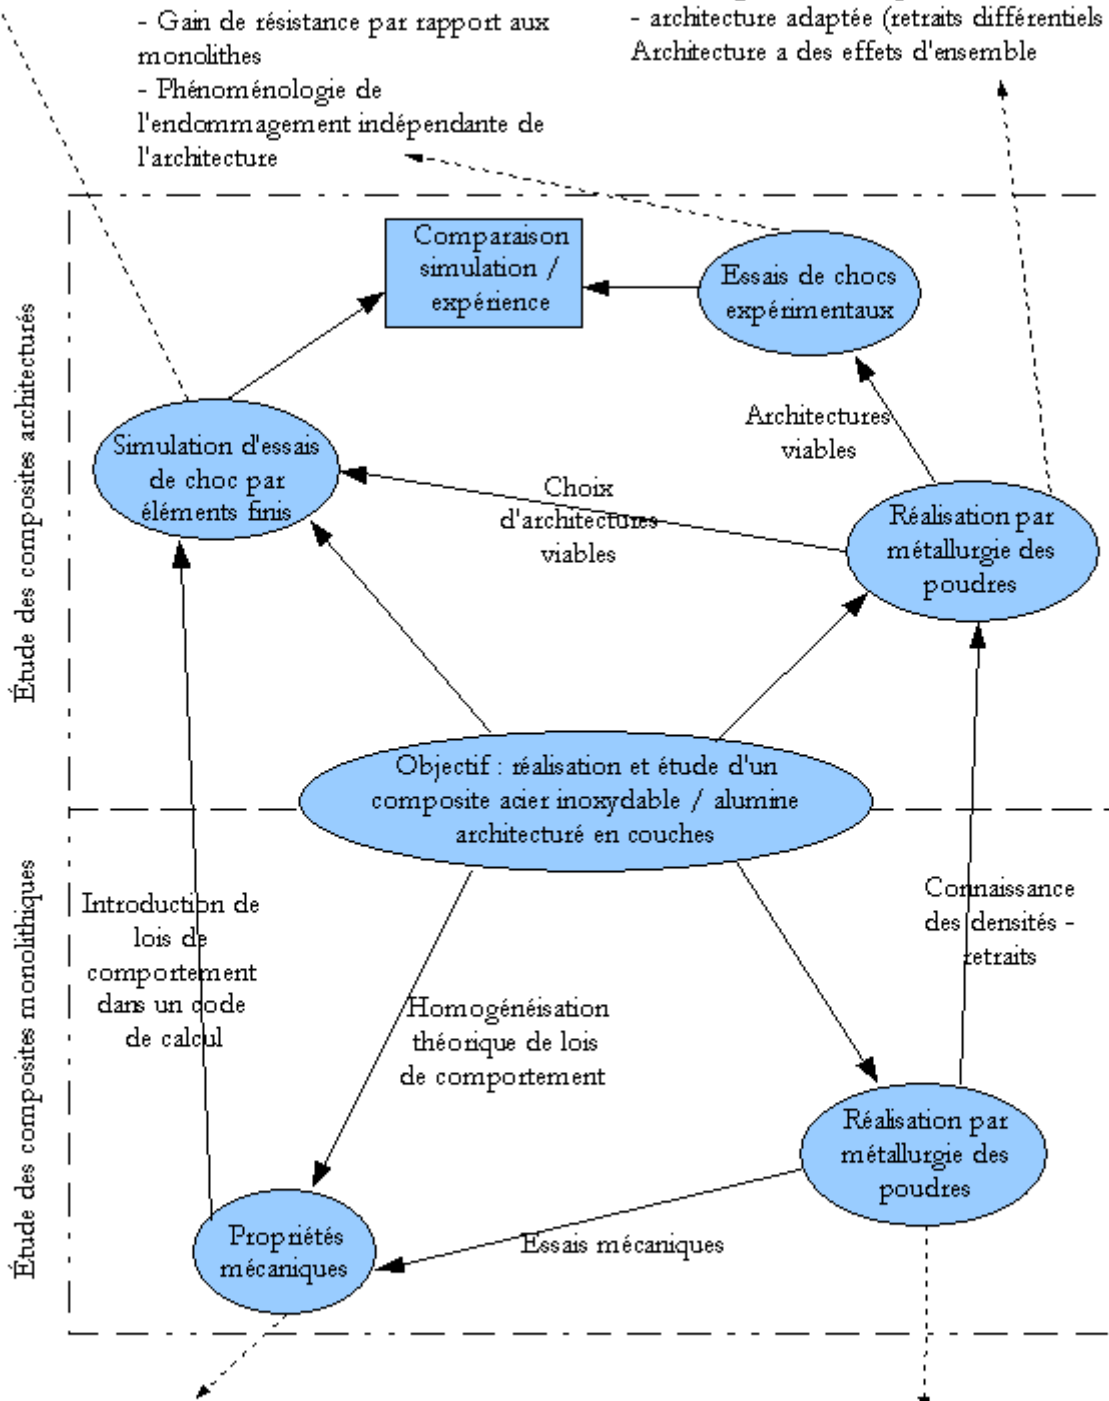 - Gain de résistance par rapport aux
monolithes
- Phénoménologie de
l'endommagement indépendante de
l'architecture
- architecture adaptée (retraits différentiels
Architecture a des effets d'ensemble
Étude des composites architecturés
Comparaison
simulation /
expérience
Essais de chocs
expérimentaux
Architectures
viables
Simulation d'essais
de choc par
éléments finis
Choix
d'architectures
viables
Réalisation par
métallurgie des
poudres
Objectif : réalisation et étude d'un
composite acier inoxydable / alumine
architecturé en couches
Étude des composites monolithiques
Introduction de
lois de
comportement
dans un code
de calcul
Homogénéisation
théorique de lois
de comportement
Connaissance
des densités -
retraits
Réalisation par
métallurgie des
poudres
Essais mécaniques
Propriétés
mécaniques